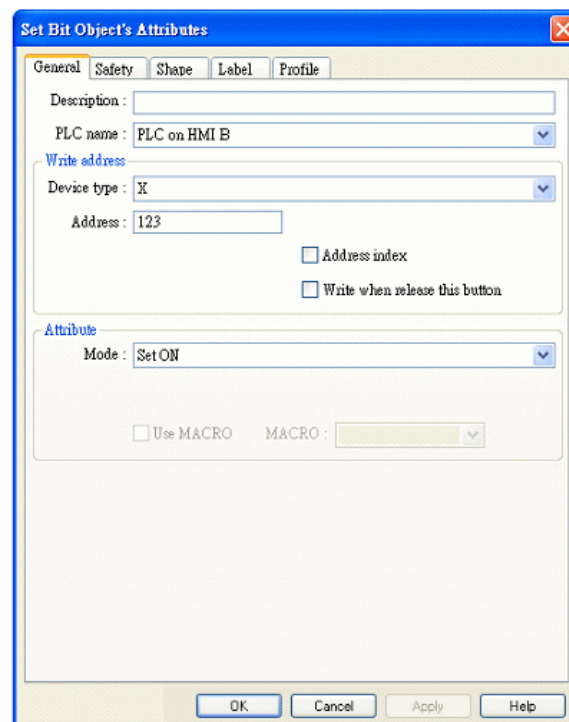 Set Bit Object's Attributes
General Safety Shape Label Profile
Description :
PLC name : PLC on HMI B
Write address
Device type : X
Address : 123
Address index
Write when release this button
Attribute
Mode : Set ON
Use MACRO MACRO :
OK Cancel Apply Help